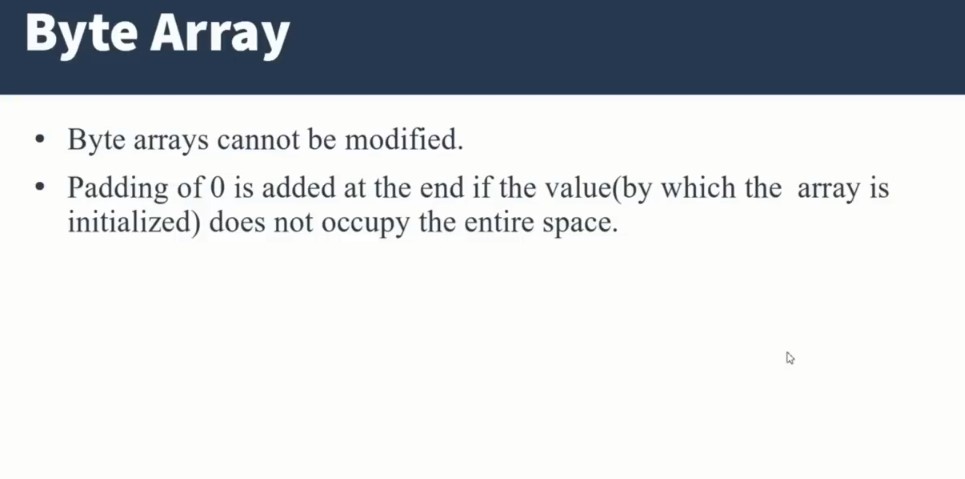 Byte Array
• Byte arrays cannot be modified.
• Padding of 0 is added at the end if the value(by which the  array is
initialized) does not occupy the entire space.